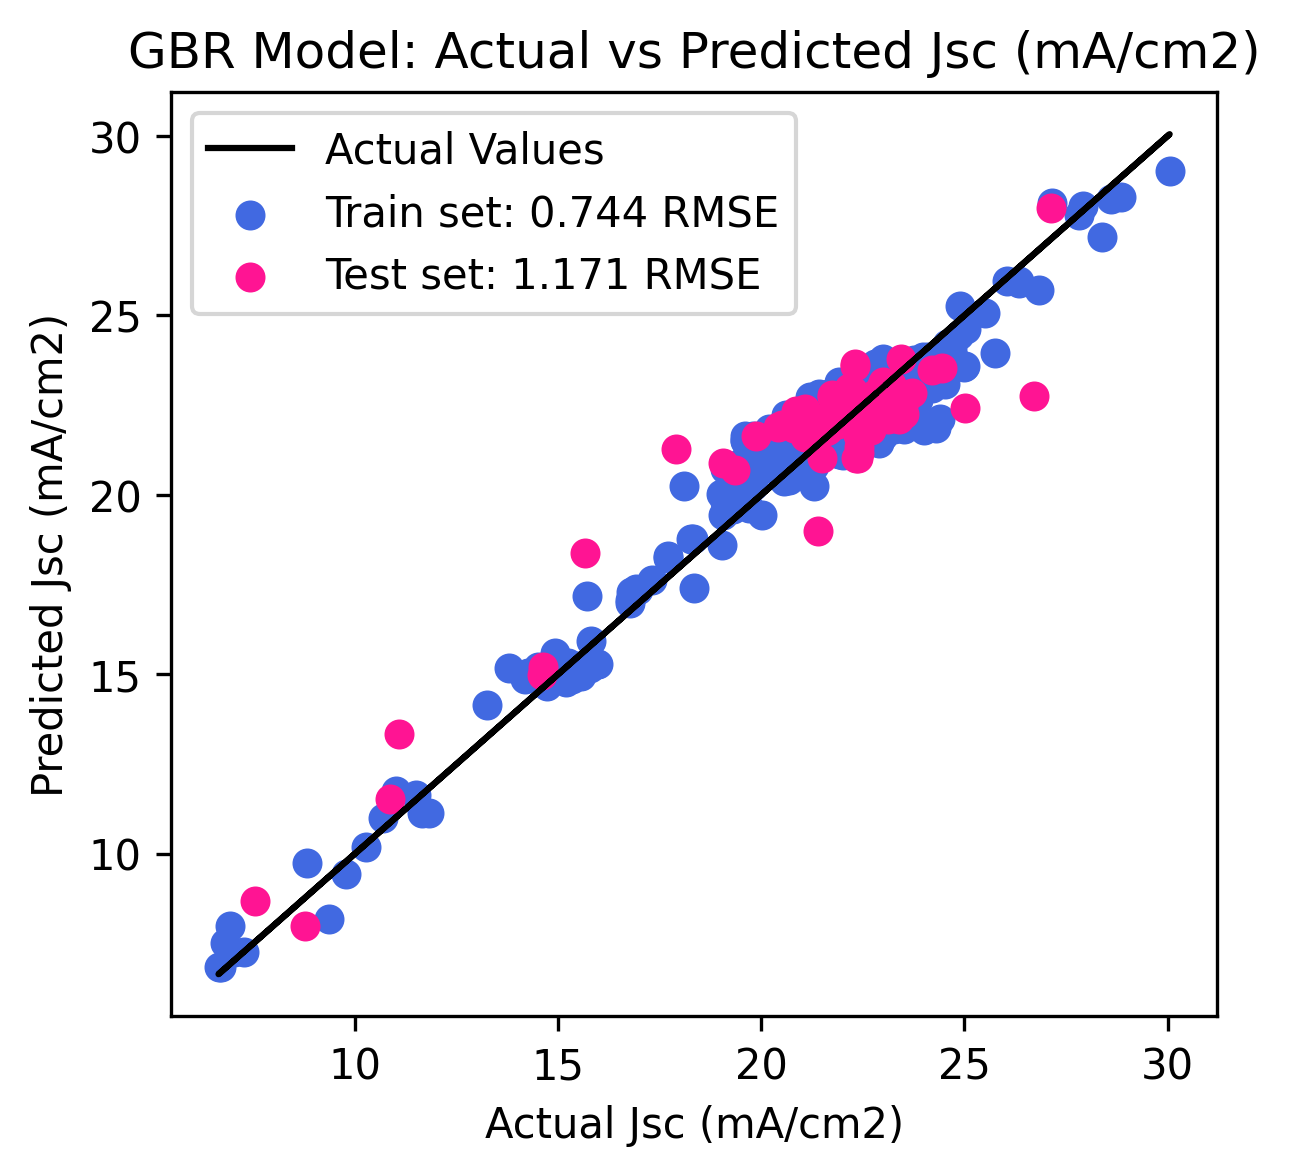 GBR Model: Actual vs Predicted Jsc (mA/cm2)
Actual Values
Train set: 0.744 RMSE
Test set: 1.171 RMSE
Predicted Jsc (mA/cm2)
30
25
20
15
10
10 15 20 25 30
Actual Jsc (mA/cm2)